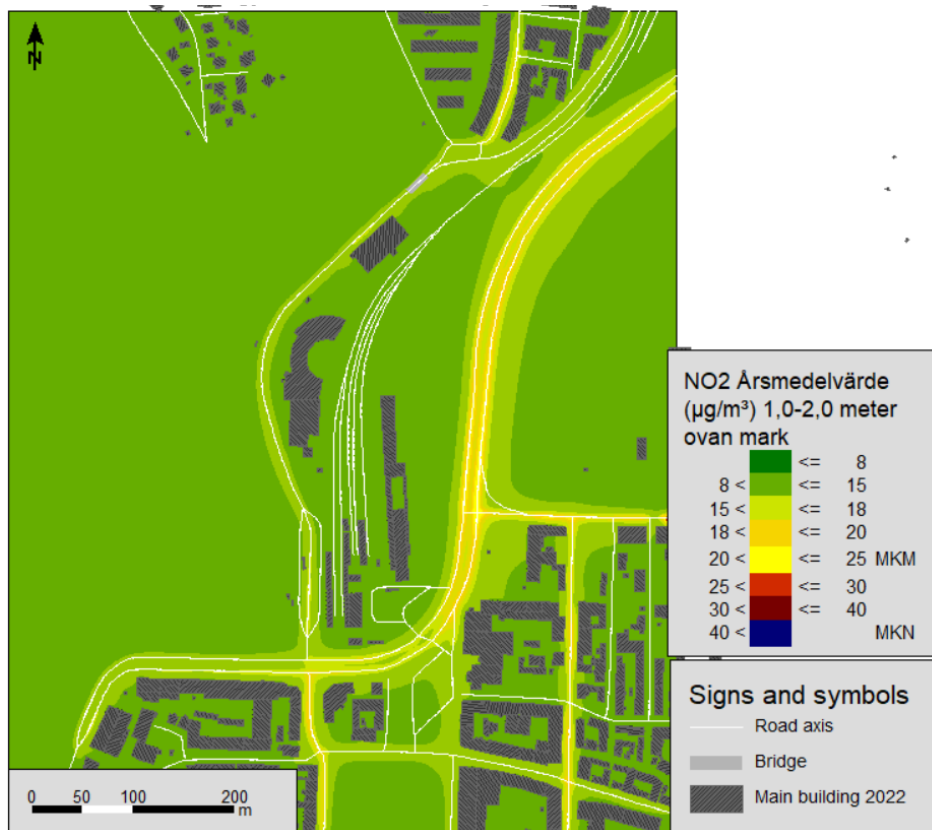 N
NO2 Årsmedelvärde
(µg/m³) 1,0-2,0 meter
ovan mark
<= 8
8 < <= 15
15 < <= 18
18 < <= 20
20 < <= 25 MKM
25 < <= 30
30 < <= 40
40 < MKN
Signs and symbols
Road axis
Bridge
Main building 2022
0 50 100 200
m